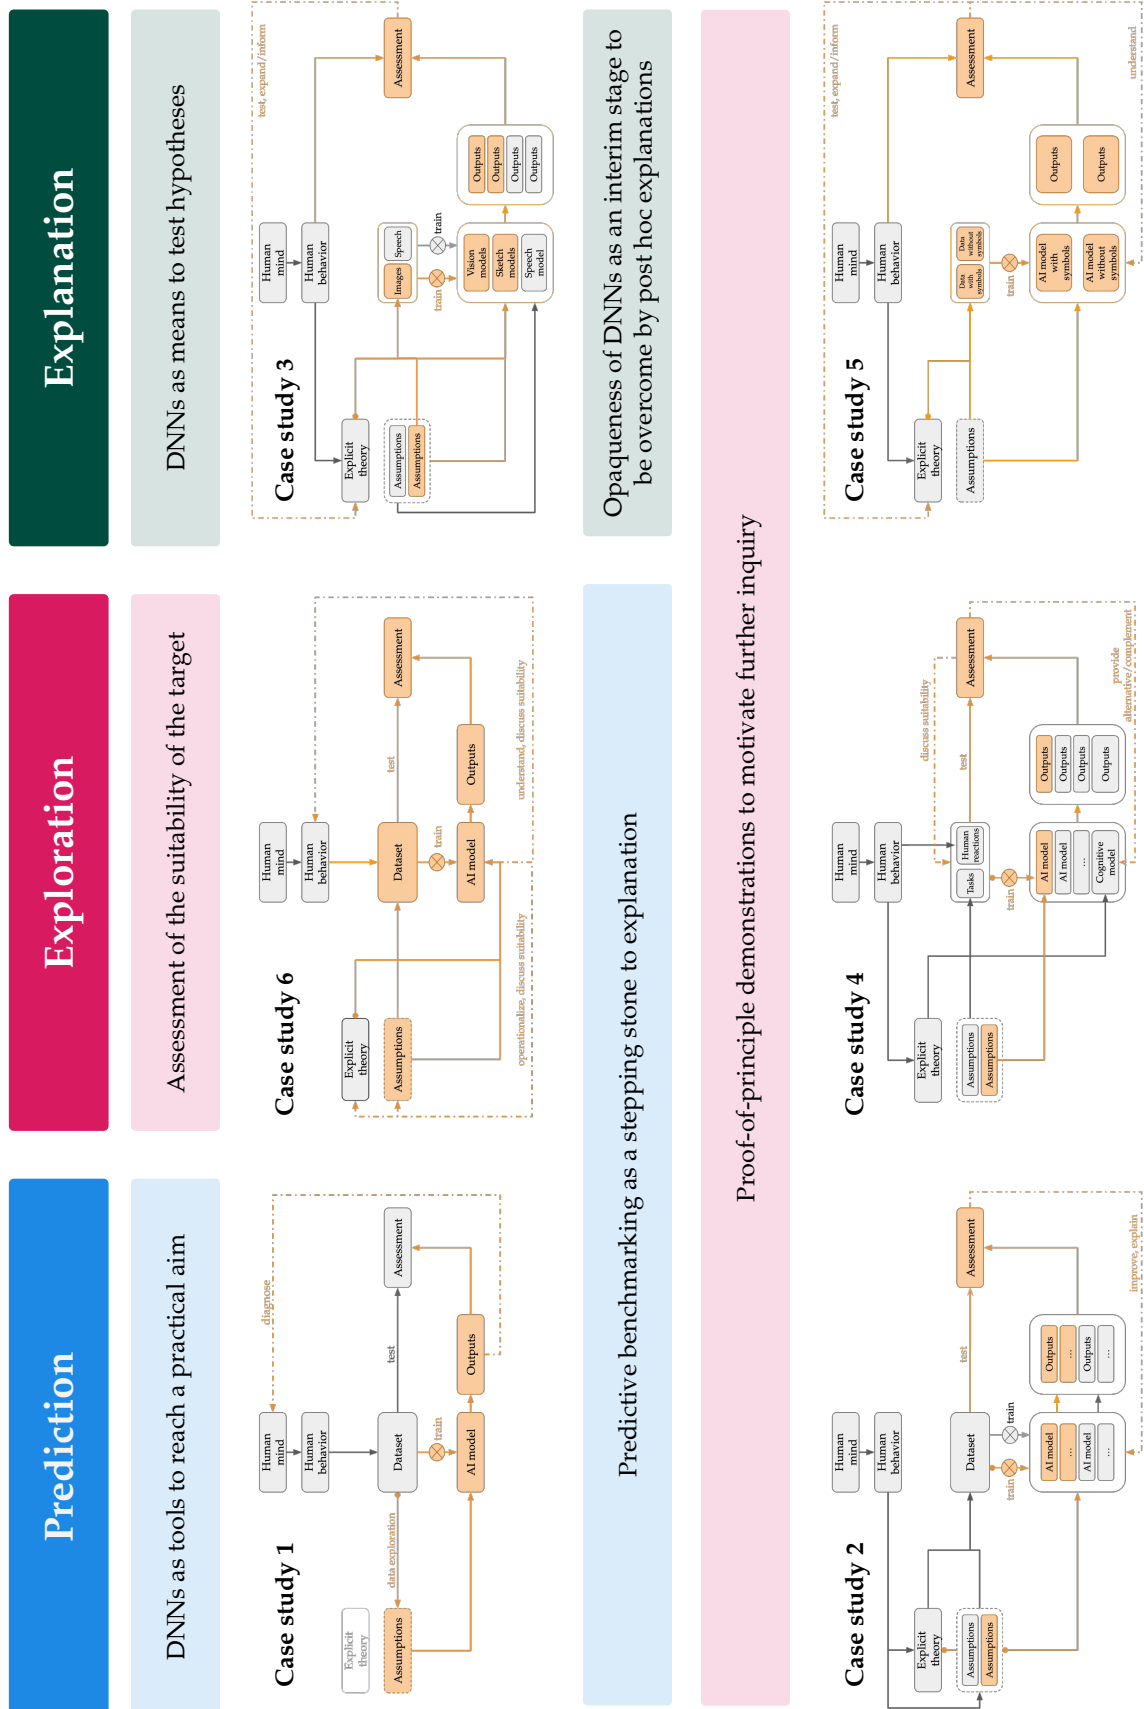 Prediction
Exploration
Explanation
DNNs as tools to reach a practical aim
Assessment of the suitability of the target
DNNs as means to test hypotheses
Case study 1
Explicit
theory
Assumptions
data exploration
Human
mind
Human
behavior
Dataset
train
AI model
test
Outputs
Assessment
diagnose
Case study 6
Explicit
theory
Assumptions
operationalize, discuss suitability
Human
mind
Human
behavior
Dataset
train
AI model
test
Outputs
Assessment
understand, discuss suitability
Case study 3
Explicit
theory
Assumptions
Assumptions
Human
mind
Human
behavior
Images
Speech
train
train
Vision
models
Sketch
models
Speech
model
Outputs
Outputs
Outputs
Outputs
Assessment
test, expand/inform
Predictive benchmarking as a stepping stone to explanation
Opaqueness of DNNs as an interim stage to
be overcome by post hoc explanations
Proof-of-principle demonstrations to motivate further inquiry
Case study 2
Explicit
theory
Assumptions
Assumptions
Human
mind
Human
behavior
Dataset
train
train
AI model
...
AI model
...
test
Outputs
...
Outputs
...
Assessment
improve, explain
Case study 4
Explicit
theory
Assumptions
Assumptions
Human
mind
Human
behavior
Tasks
Human
reactions
train
AI model
AI model
...
Cognitive
model
discuss suitability
test
Outputs
Outputs
Outputs
Outputs
Assessment
provide
alternative/complement
Case study 5
Explicit
theory
Assumptions
Human
mind
Human
behavior
Data
with
symbols
Data
without
symbols
train
AI model
with
symbols
AI model
without
symbols
Outputs
Outputs
Assessment
test, expand/inform
understand